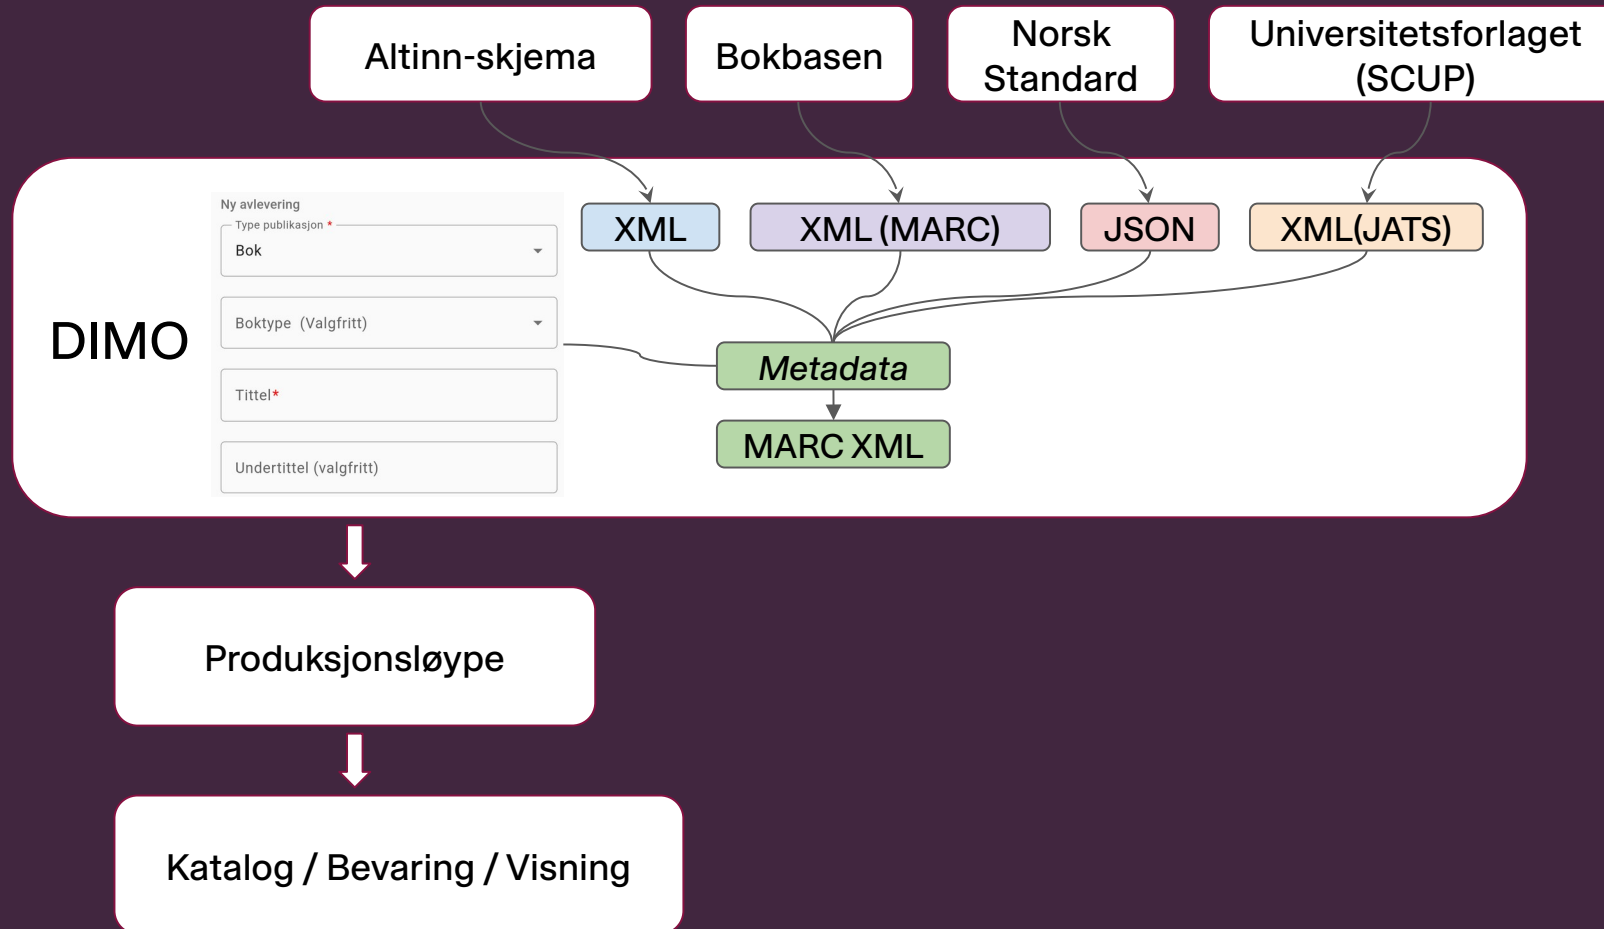 Altinn-skjema
Bokbasen
Norsk
Standard
Universitetsforlaget
(SCUP)
DIMO
Ny avlevering
Type publikasjon *
Bok
Boktype (Valgfritt)
Tittel*
Undertittel (valgfritt)
XML
XML (MARC)
JSON
XML(JATS)
Metadata
MARC XML
Produksjonsløype
Katalog / Bevaring / Visning